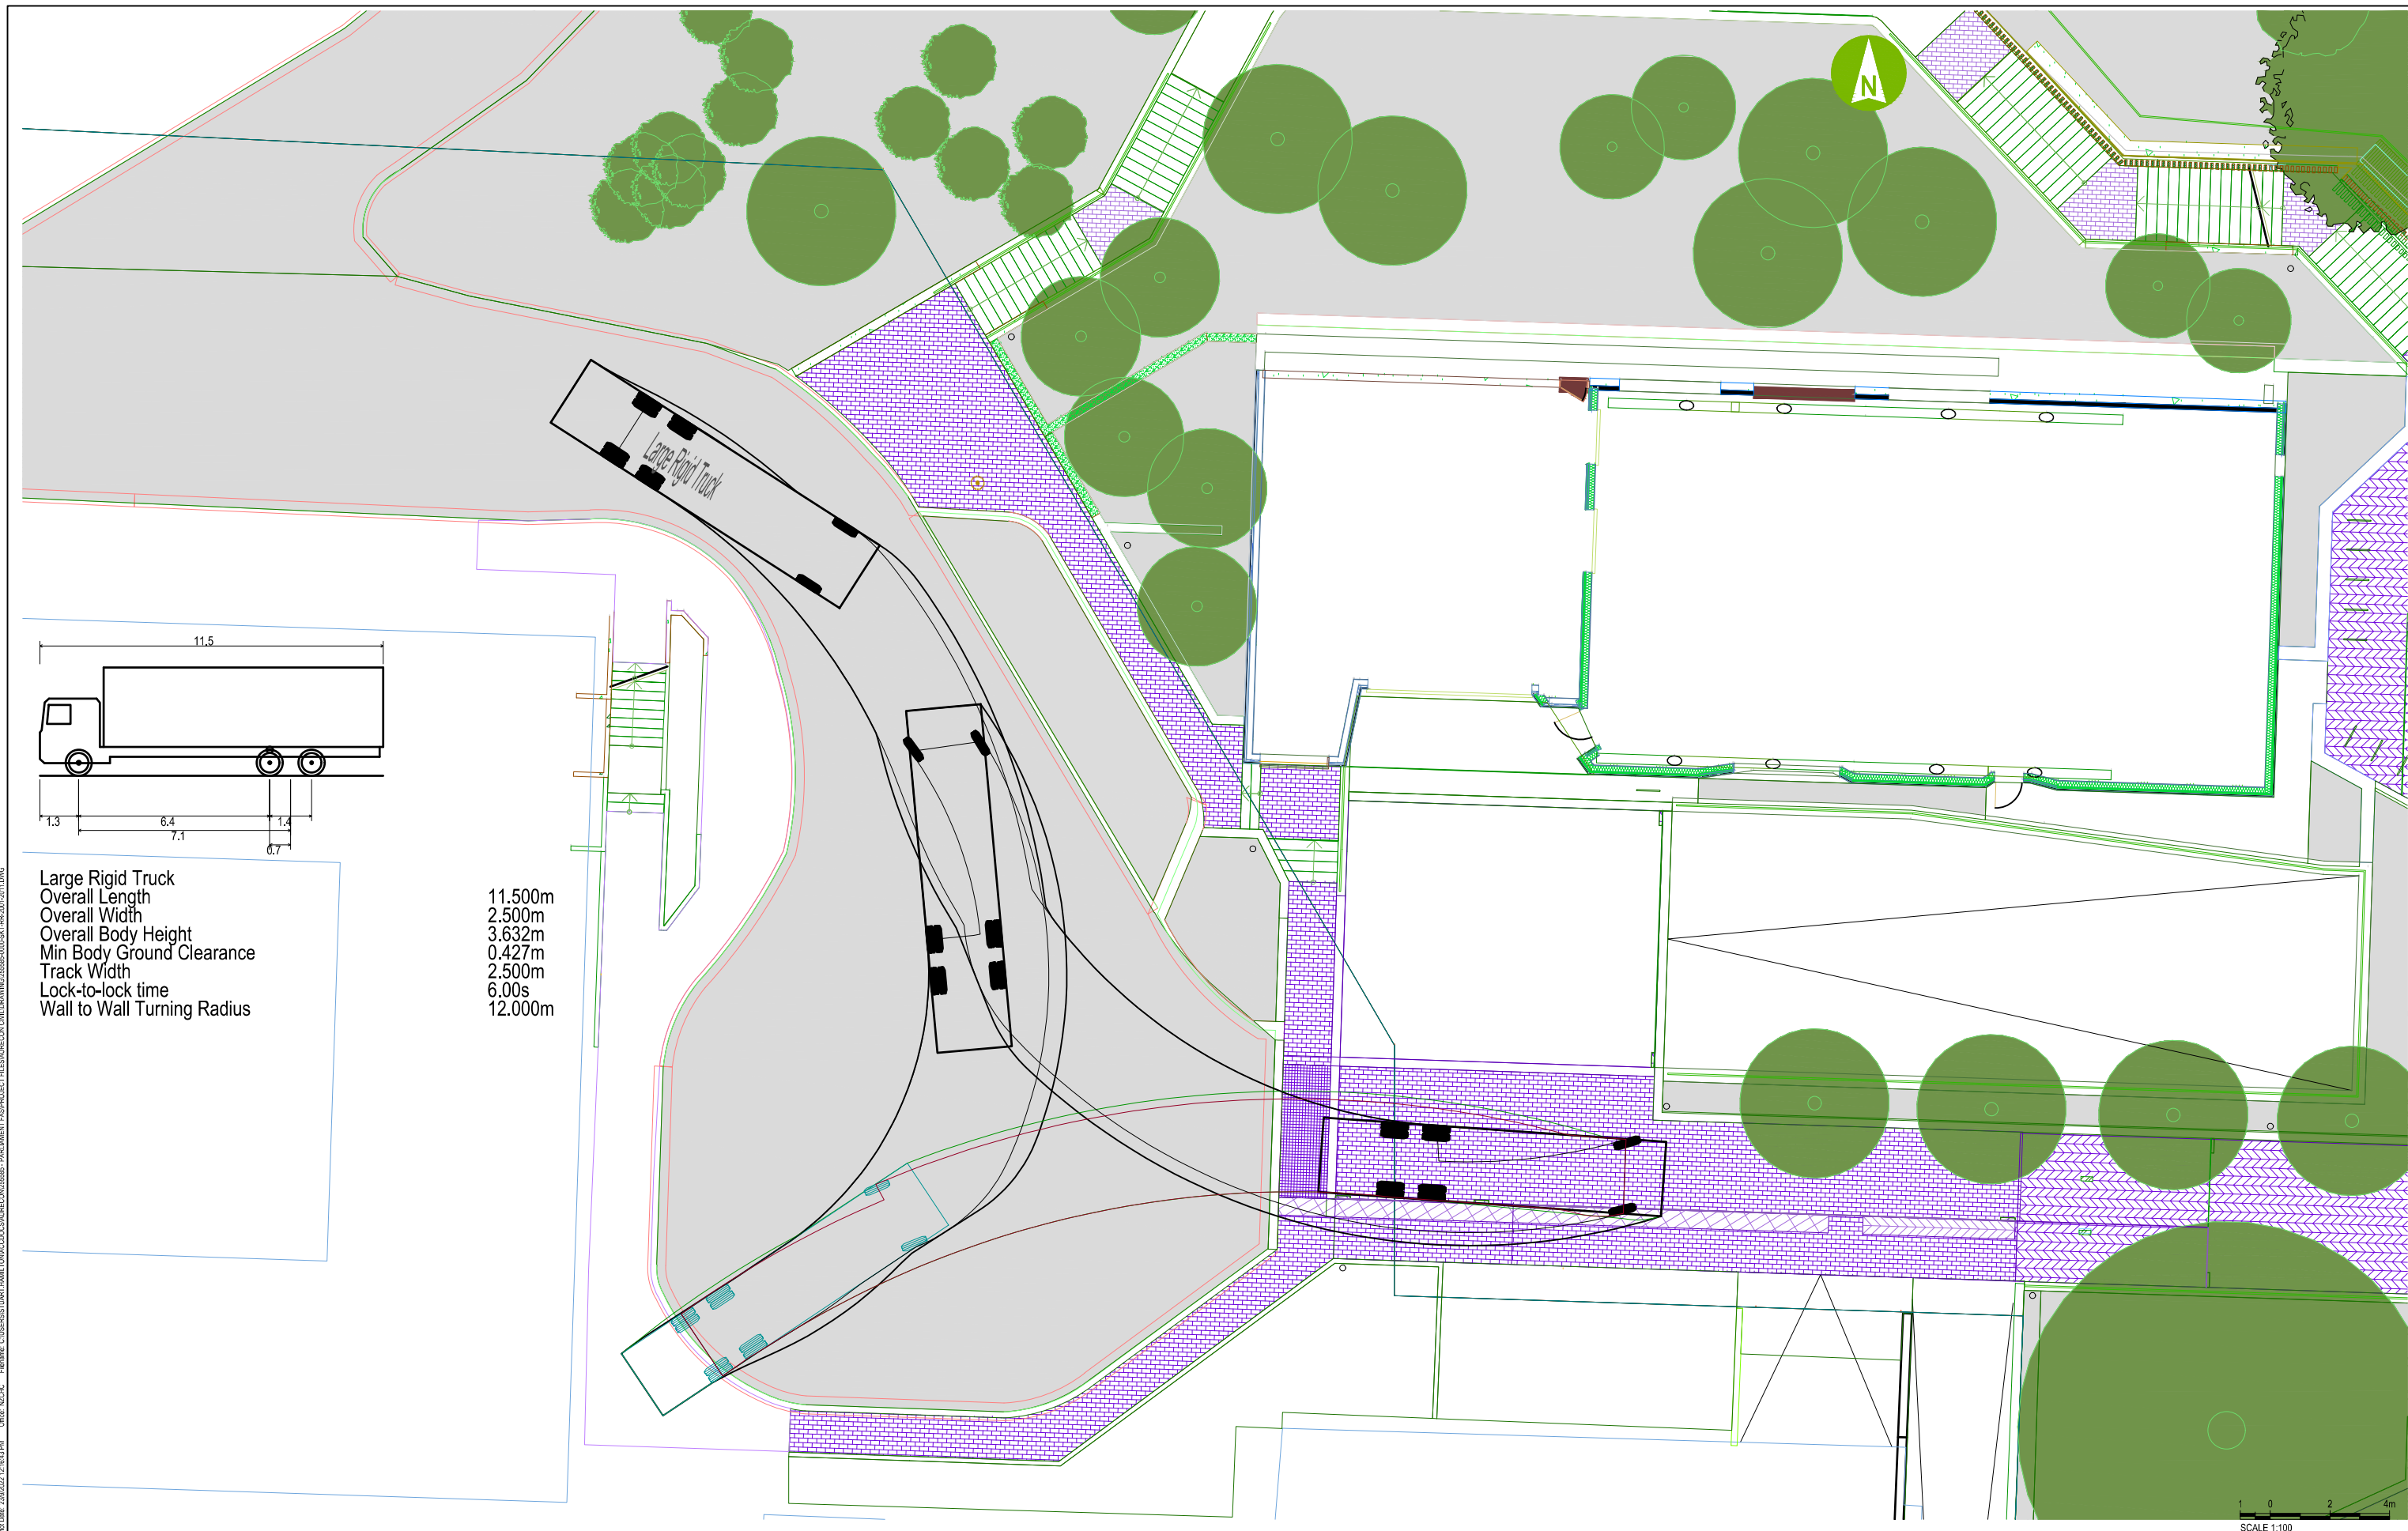 N
Large Rigid Truck
11.5
1.3
6.4
1.4
7.1
0.7
Large Rigid Truck
Overall Length 11.500m
Overall Width 2.500m
Overall Body Height 3.632m
Min Body Ground Clearance 0.427m
Track Width 2.500m
Lock-to-lock time 6.00s
Wall to Wall Turning Radius 12.000m
1 0 2 4m
SCALE 1:100